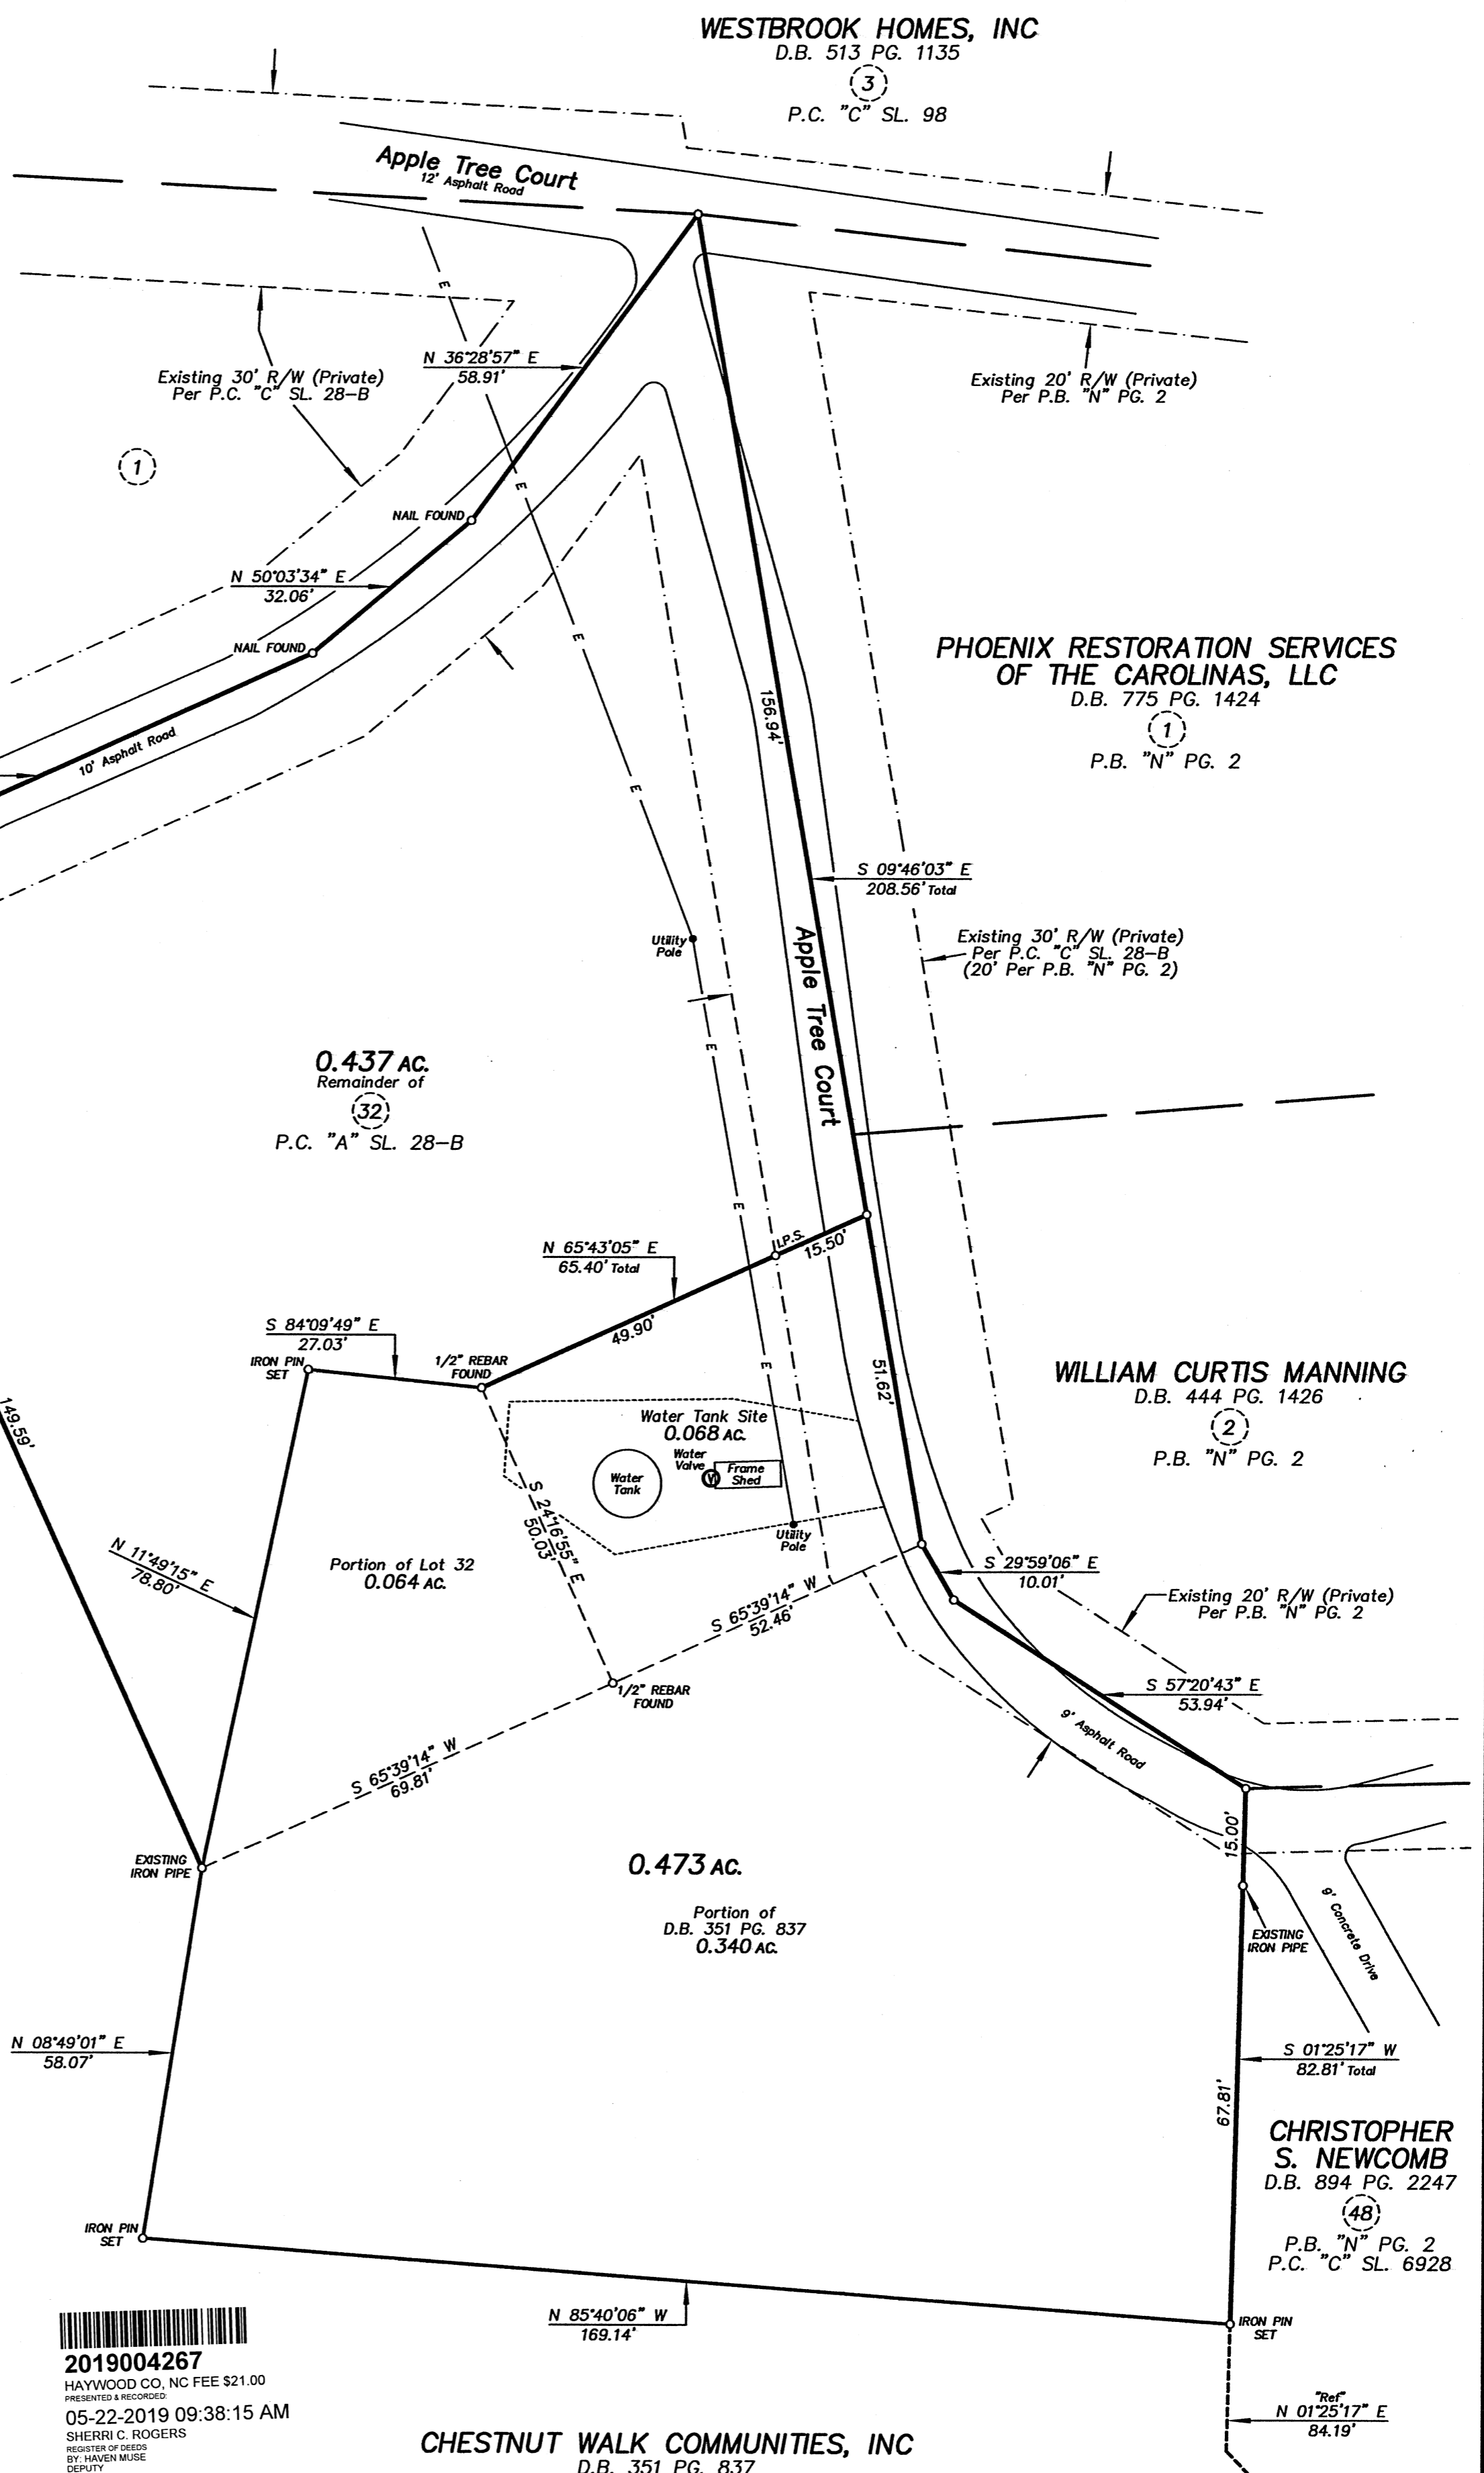 WESTBROOK HOMES, INC
D.B. 513 PG. 1135
3
P.C. "C" SL. 98
Apple Tree Court
12' Asphalt Road
E
N 36°28'57" E
58.91'
Existing 30' R/W (Private)
Per P.C. "C" SL. 28-B
Existing 20' R/W (Private)
Per P.B. "N" PG. 2
1
E
NAIL FOUND
N 50°03'34" E
32.06'
E
NAIL FOUND
PHOENIX RESTORATION SERVICES
OF THE CAROLINAS, LLC
D.B. 775 PG. 1424
1
P.B. "N" PG. 2
156.94'
10' Asphalt Road
E
S 09°46'03" E
208.56' Total
Utility
Pole
Apple Tree Court
Existing 30' R/W (Private)
Per P.C. "C" SL. 28-B
(20' Per P.B. "N" PG. 2)
E
0.437 AC.
Remainder of
32
P.C. "A" SL. 28-B
E
N 65°43'05" E
65.40' Total
I.P.S.
15.50'
49.90'
S 84°09'49" E
27.03'
IRON PIN
SET
1/2" REBAR
FOUND
E
51.62'
WILLIAM CURTIS MANNING
D.B. 444 PG. 1426
2
P.B. "N" PG. 2
149.59'
Water Tank Site
0.068 AC.
Water
Valve
W
Frame
Shed
Water
Tank
S 24°16'55" E
50.03'
Utility
Pole
N 11°49'15" E
78.80'
Portion of Lot 32
0.064 AC.
S 29°59'06" E
10.01'
Existing 20' R/W (Private)
Per P.B. "N" PG. 2
S 65°39'14" W
52.46'
1/2" REBAR
FOUND
S 57°20'43" E
53.94'
9' Asphalt Road
S 65°39'14" W
69.81'
15.00'
EXISTING
IRON PIPE
0.473 AC.
Portion of
D.B. 351 PG. 837
0.340 AC.
EXISTING
IRON PIPE
9' Concrete Drive
N 08°49'01" E
58.07'
S 01°25'17" W
82.81' Total
67.81'
CHRISTOPHER
S. NEWCOMB
D.B. 894 PG. 2247
48
P.B. "N" PG. 2
P.C. "C" SL. 6928
IRON PIN
SET
N 85°40'06" W
169.14'
IRON PIN
SET
2019004267
HAYWOOD CO, NC FEE $21.00
PRESENTED & RECORDED:
05-22-2019 09:38:15 AM
SHERRI C. ROGERS
REGISTER OF DEEDS
BY: HAVEN MUSE
DEPUTY
"Ref"
N 01°25'17" E
84.19'
CHESTNUT WALK COMMUNITIES, INC
D.B. 351 PG. 837